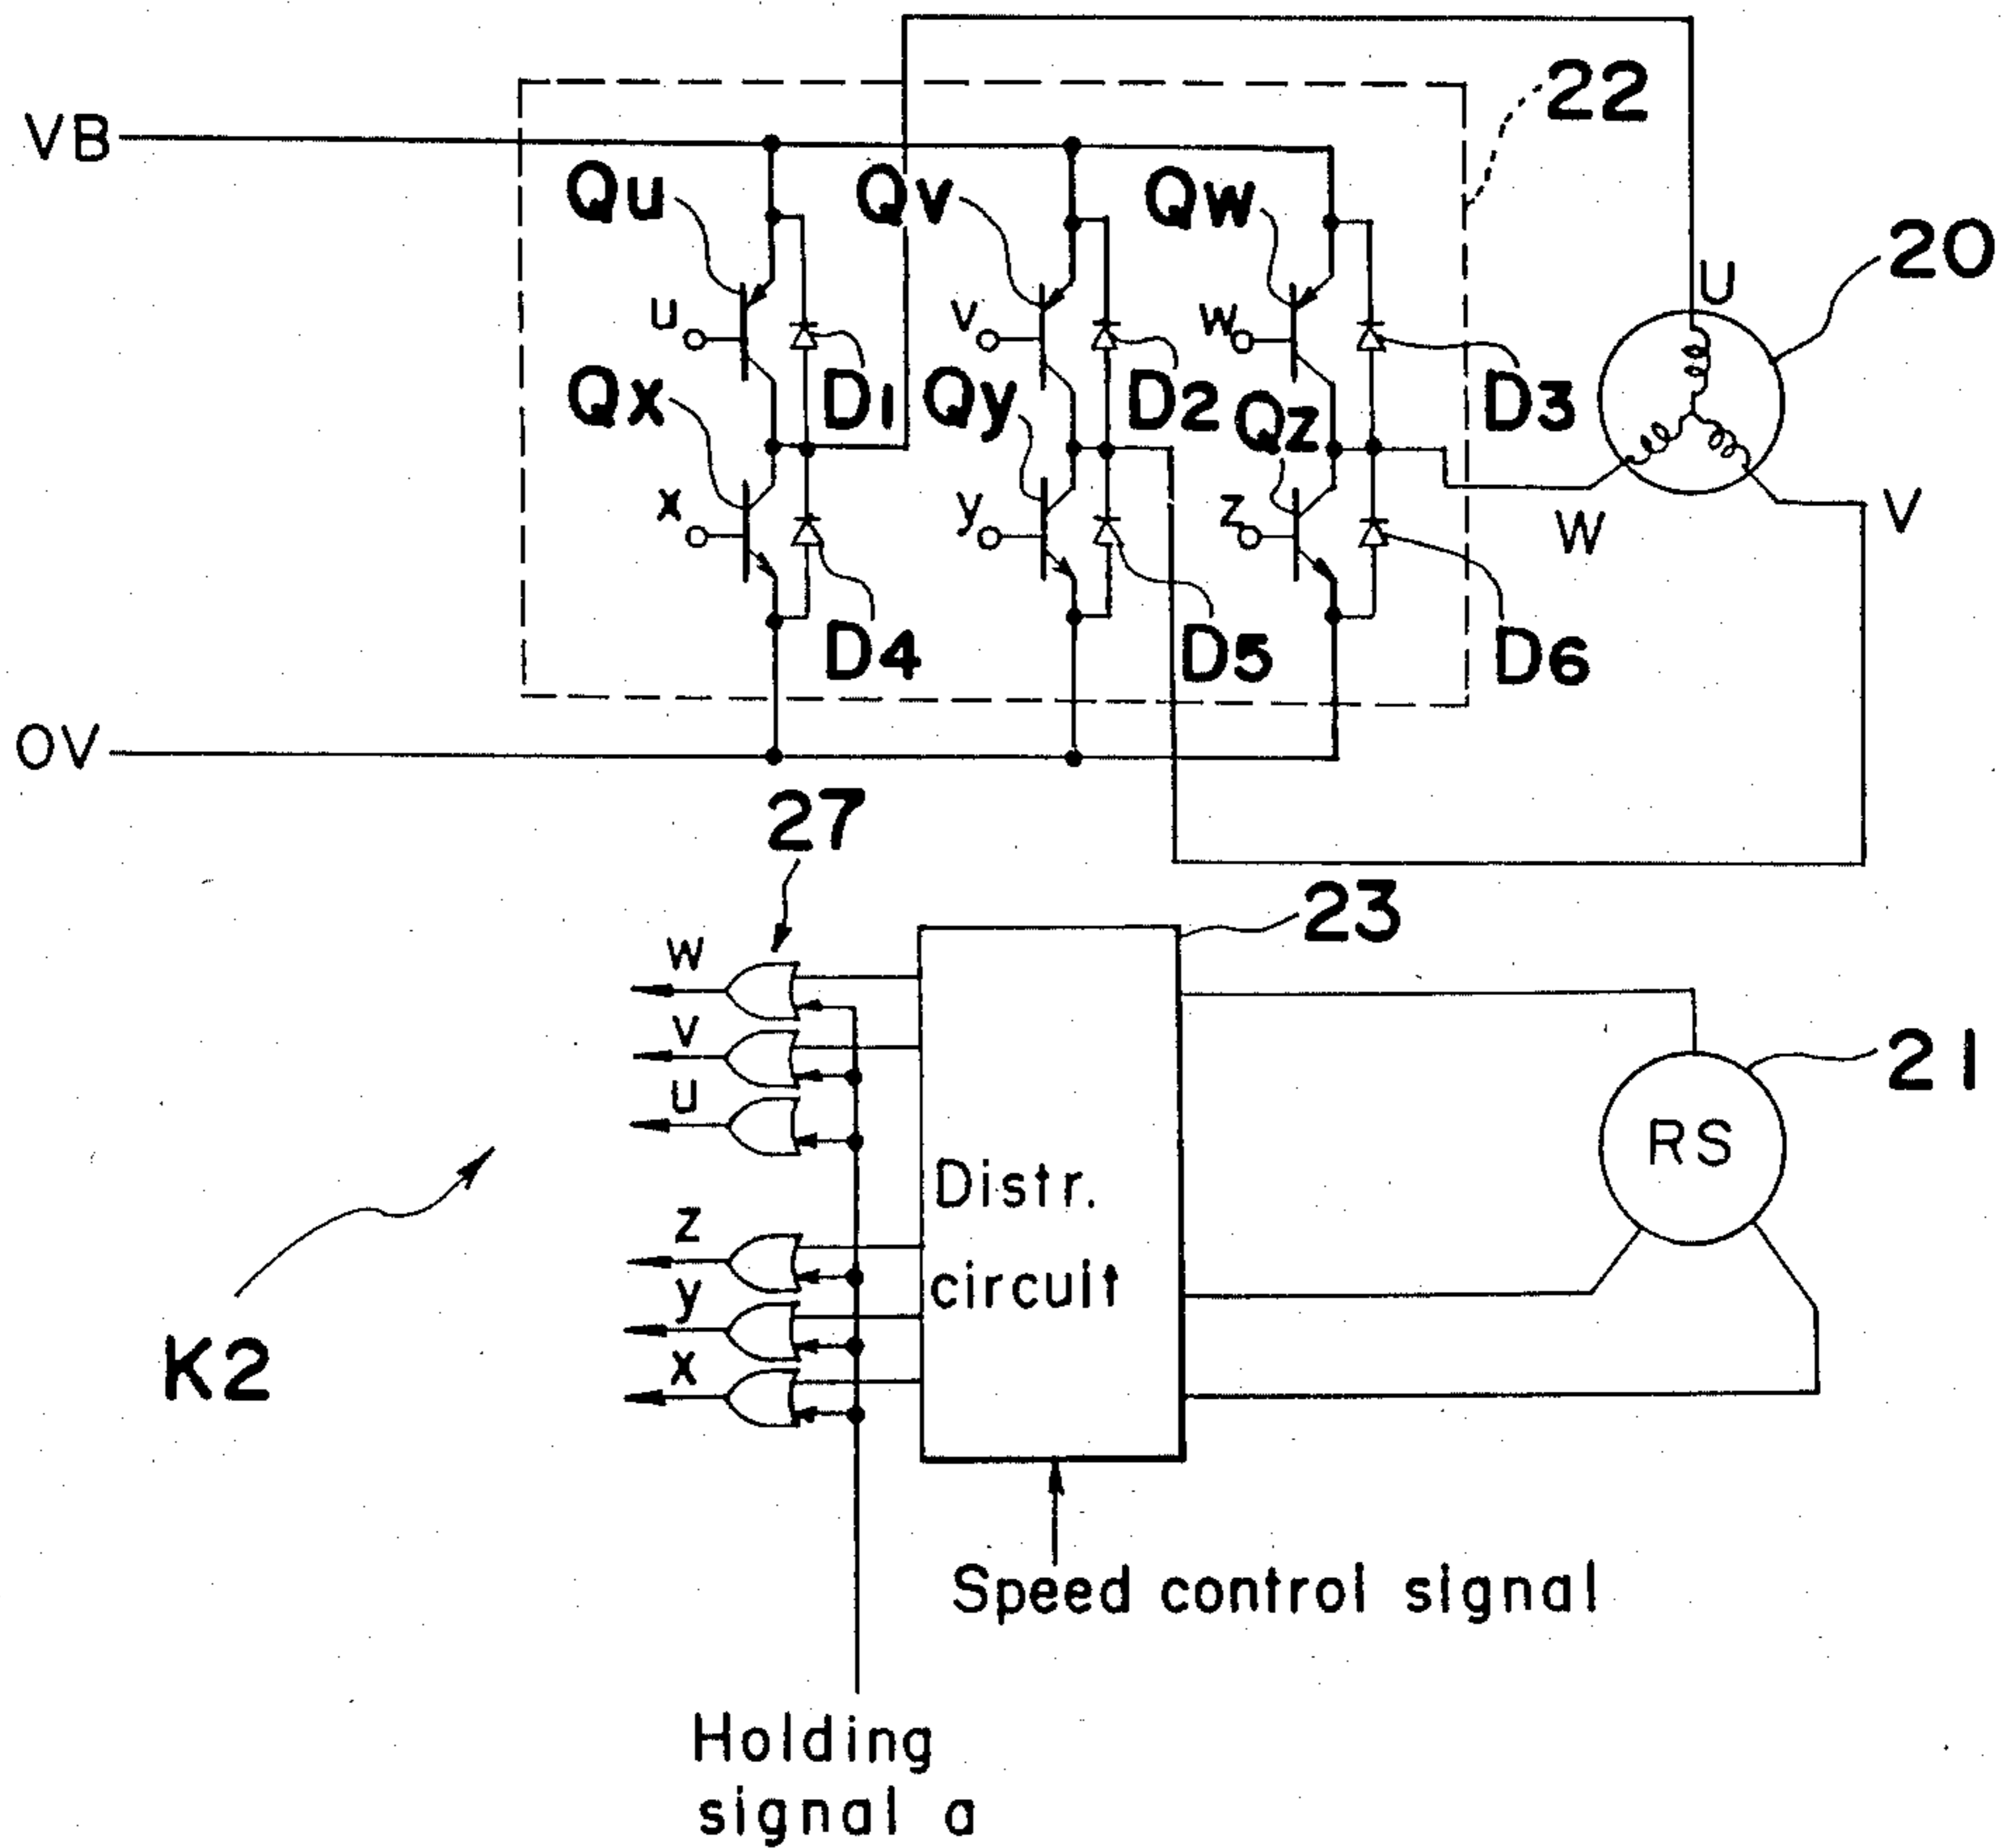 22
VB
Qu
Qv
Qw
20
U
u
v
w
D1
D2
D3
Qx
Qy
Qz
x
y
z
W
V
D4
D5
D6
OV
27
23
w
v
u
21
RS
Distr.
circuit
z
y
x
K2
Speed control signal
Holding
signal a